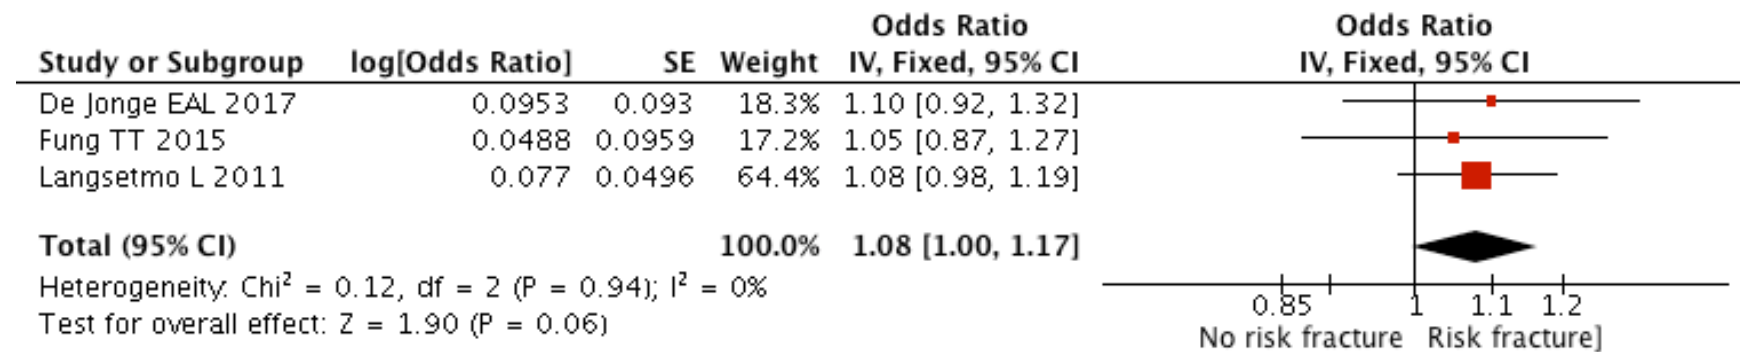 Odds Ratio Odds Ratio
Study or Subgroup log[Odds Ratio] SE Weight IV, Fixed, 95% CI IV, Fixed, 95% CI
De Jonge EAL 2017 0.0953 0.093 18.3% 1.10 [0.92, 1.32]
Fung TT 2015 0.0488 0.0959 17.2% 1.05 [0.87, 1.27]
Langsetmo L 2011 0.077 0.0496 64.4% 1.08 [0.98, 1.19]
Total (95% CI) 100.0% 1.08 [1.00, 1.17]
Heterogeneity: Chi² = 0.12, df = 2 (P = 0.94); I² = 0%
Test for overall effect: Z = 1.90 (P = 0.06)
0.85 1 1.1 1.2
No risk fracture Risk fracture]